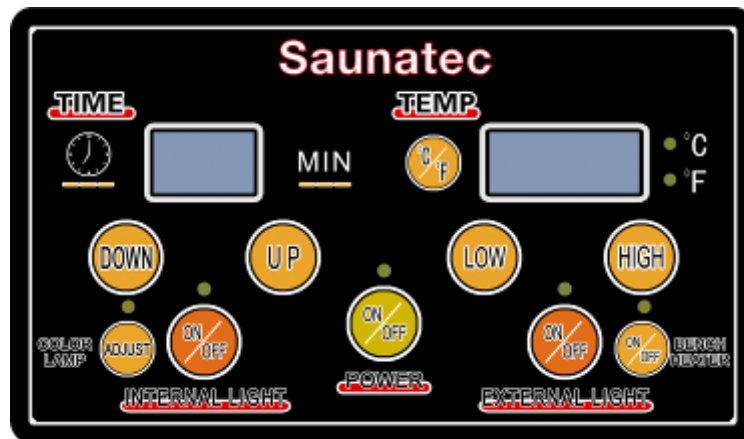 Saunatec
TIME
TEMP
MIN
°C/°F
°C
°F
DOWN
UP
LOW
HIGH
COLOR
LAMP
ADJUST
ON/OFF
INTERNAL LIGHT
ON/OFF
POWER
ON/OFF
EXTERNAL LIGHT
ON/OFF
BENCH
HEATER